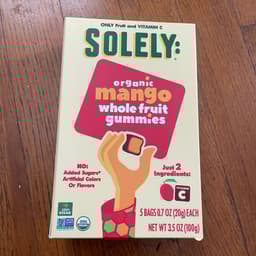 ONLY Fruit and VITAMIN C
SOLELY:
organic
mango
whole fruit
gummies
NO:
Added Sugars*
Artificial Colors
Or Flavors
Just 2
Ingredients:
C
5 BAGS 0.7 OZ (20g) EACH
NET WT 3.5 OZ (100g)